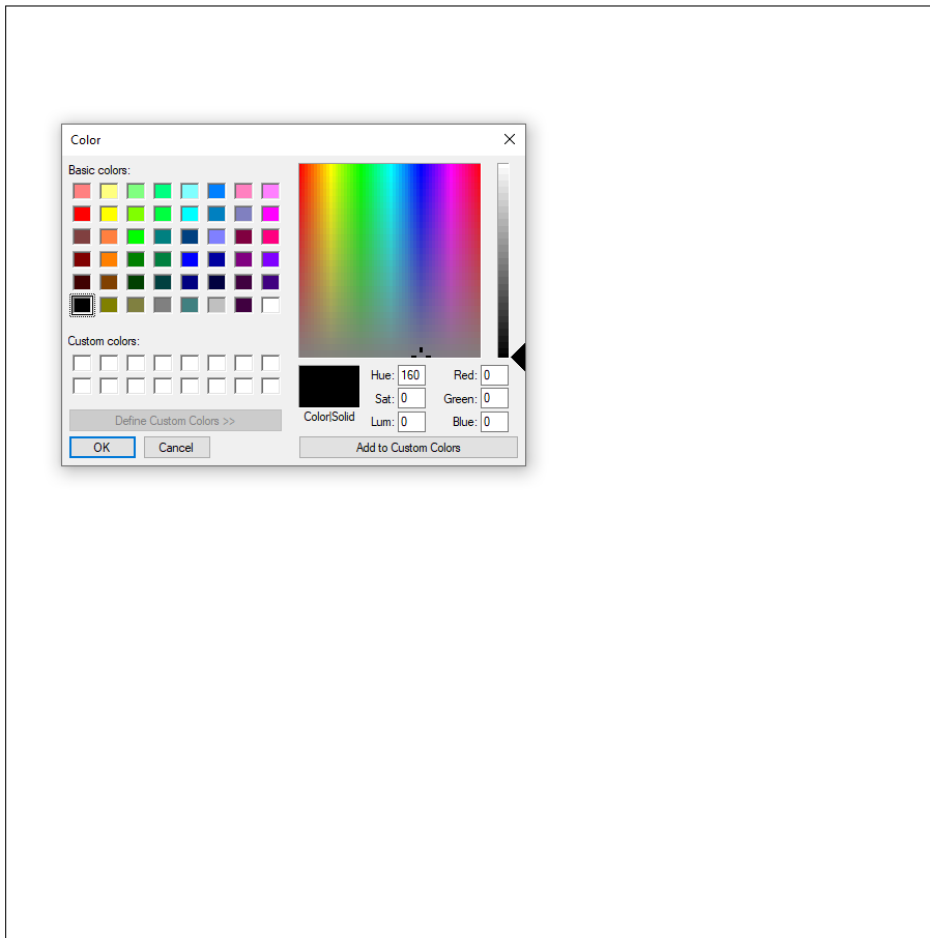 Color
Basic colors:
Custom colors:
Define Custom Colors >>
OK Cancel
Color|Solid
Hue: 160 Red: 0
Sat: 0 Green: 0
Lum: 0 Blue: 0
Add to Custom Colors